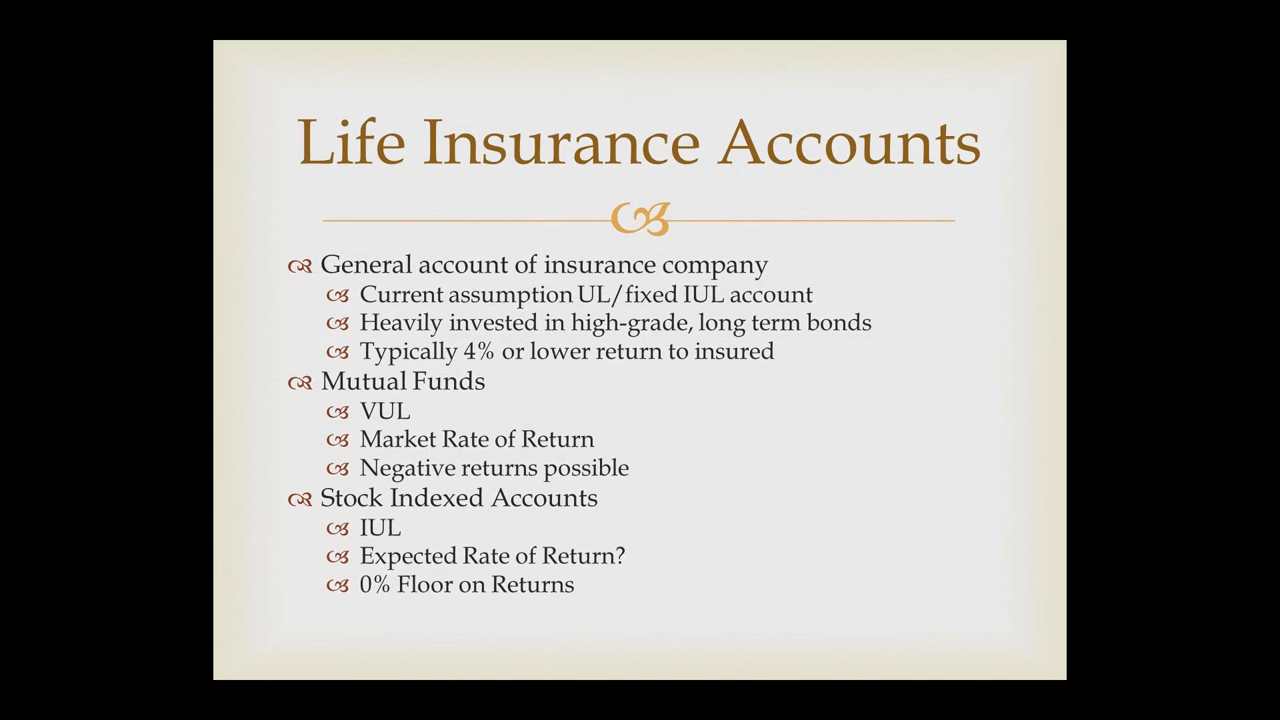 Life Insurance Accounts
General account of insurance company
Current assumption UL/fixed IUL account
Heavily invested in high-grade, long term bonds
Typically 4% or lower return to insured
Mutual Funds
VUL
Market Rate of Return
Negative returns possible
Stock Indexed Accounts
IUL
Expected Rate of Return?
0% Floor on Returns